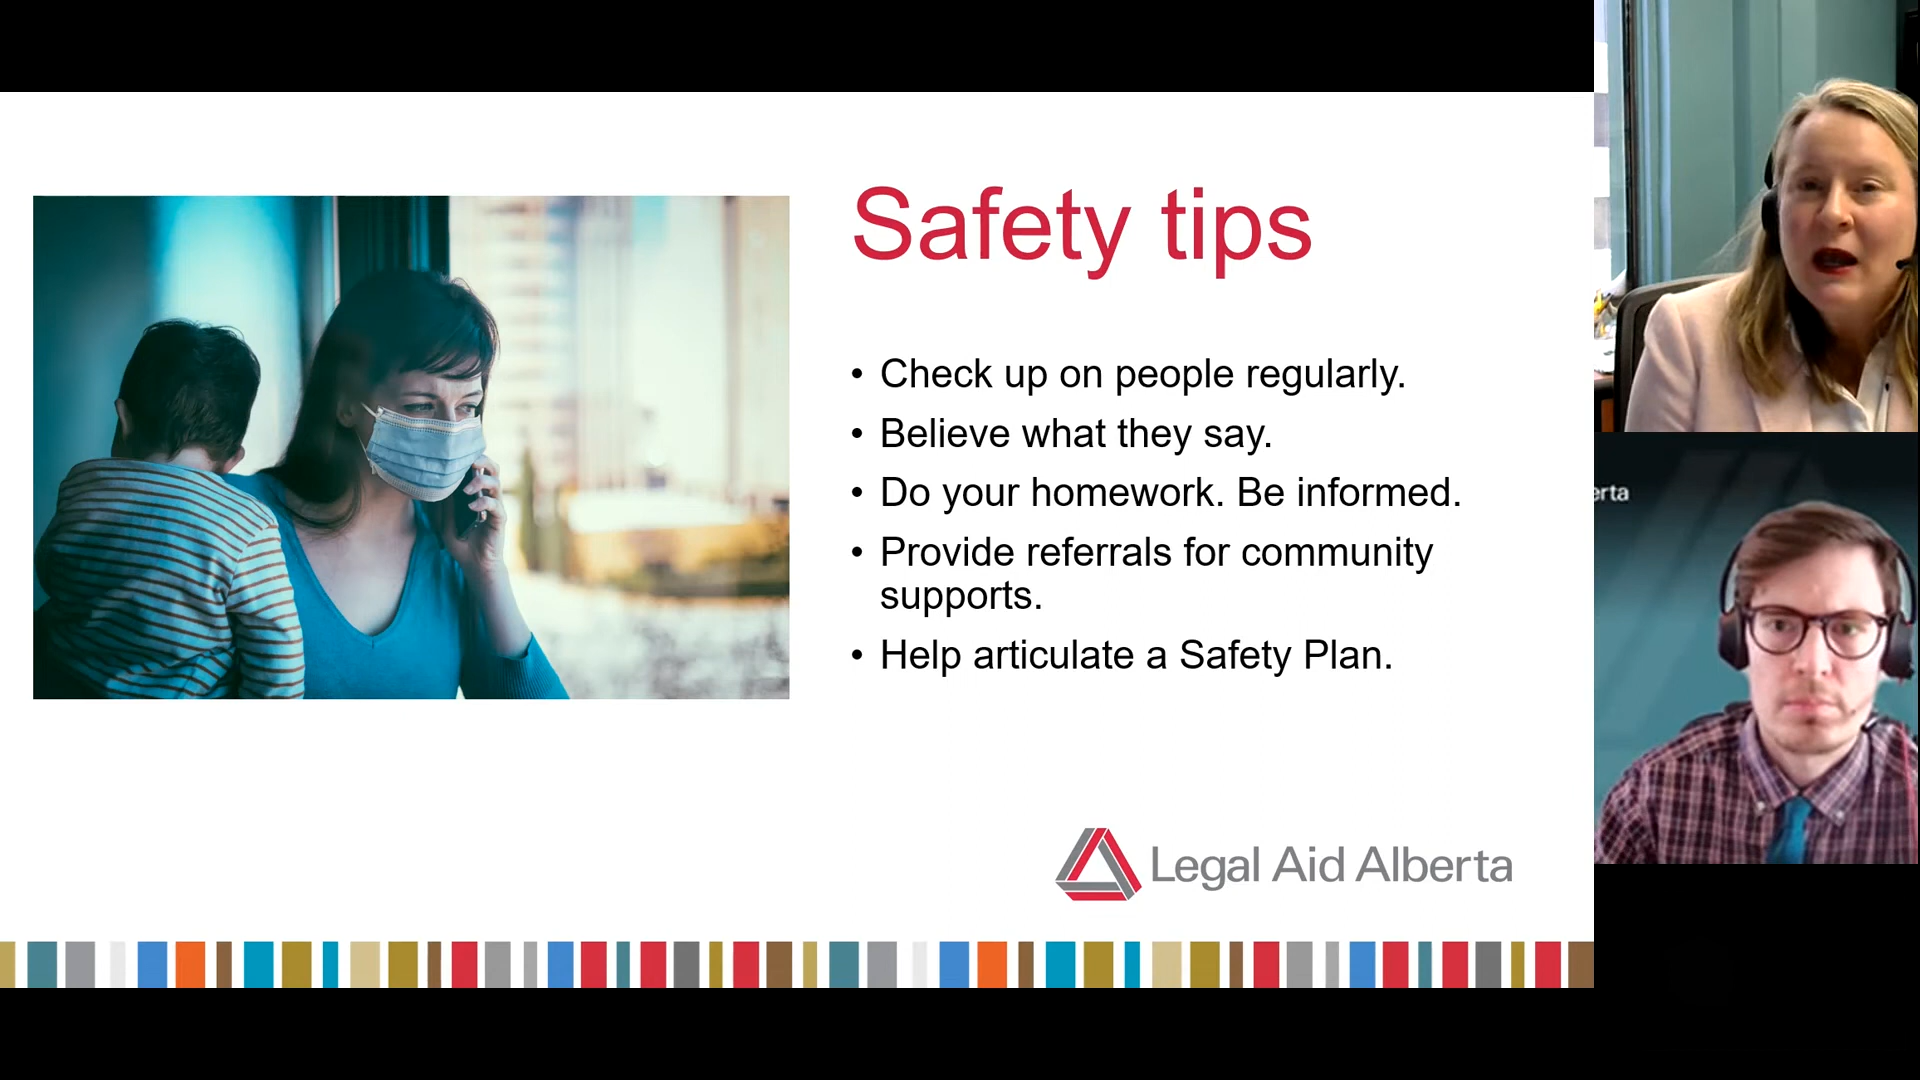 Safety tips
• Check up on people regularly.
• Believe what they say.
• Do your homework. Be informed.
• Provide referrals for community
supports.
• Help articulate a Safety Plan.
Legal Aid Alberta
erta